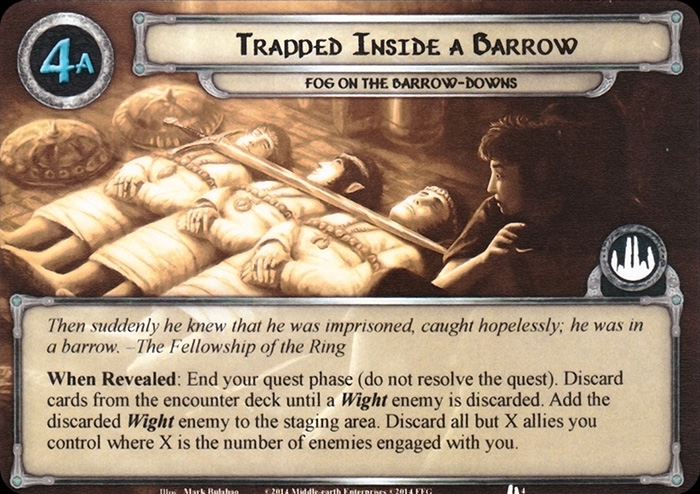 4A
Trapped Inside a Barrow
Fog on the Barrow-Downs
Then suddenly he knew that he was imprisoned, caught hopelessly; he was in
a barrow. –The Fellowship of the Ring
When Revealed: End your quest phase (do not resolve the quest). Discard
cards from the encounter deck until a Wight enemy is discarded. Add the
discarded Wight enemy to the staging area. Discard all but X allies you
control where X is the number of enemies engaged with you.
Illus. Mark Bulahao ©2014 Middle-earth Enterprises ©2014 FFG 4